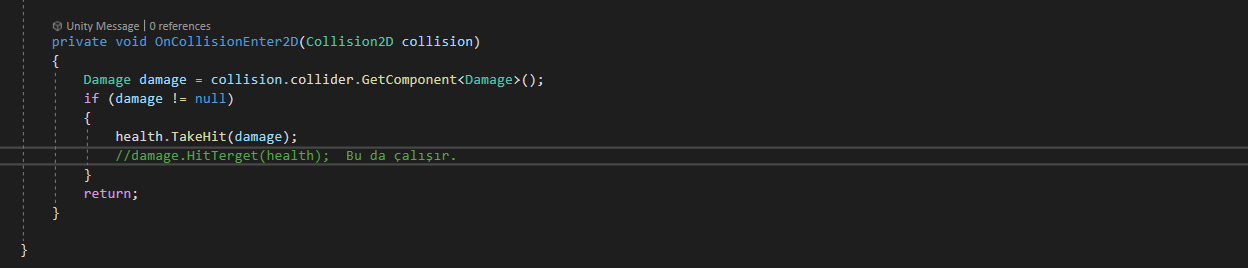 Unity Message | 0 references
private void OnCollisionEnter2D(Collision2D collision)
{
Damage damage = collision.collider.GetComponent<Damage>();
if (damage != null)
{
health.TakeHit(damage);
//damage.HitTerget(health);  Bu da çalışır.
}
return;
}
}